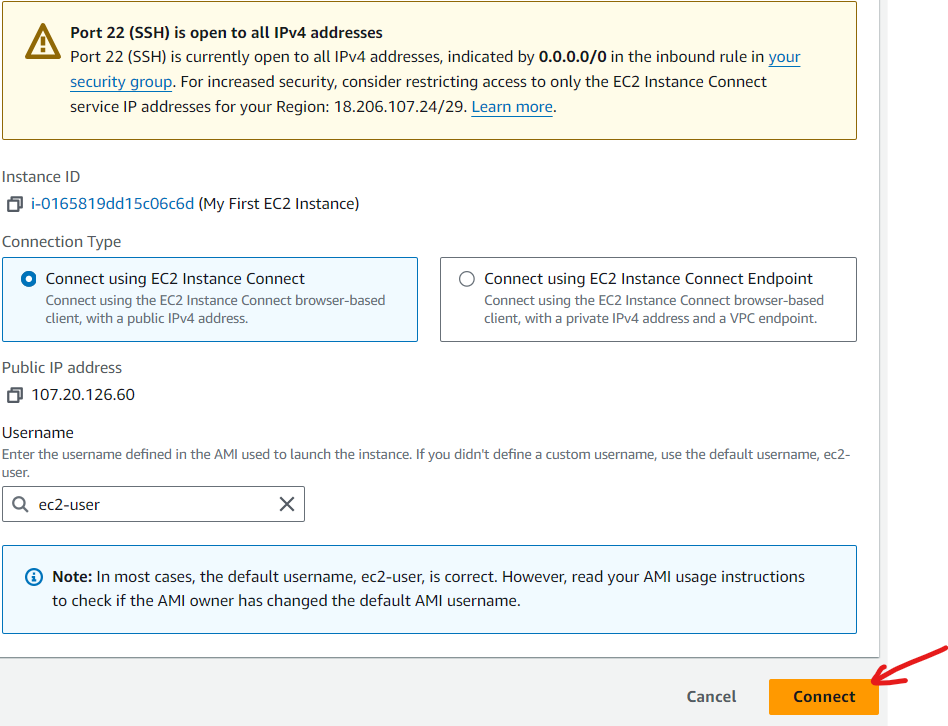 Port 22 (SSH) is open to all IPv4 addresses
Port 22 (SSH) is currently open to all IPv4 addresses, indicated by 0.0.0.0/0 in the inbound rule in your
security group. For increased security, consider restricting access to only the EC2 Instance Connect
service IP addresses for your Region: 18.206.107.24/29. Learn more.
Instance ID
i-0165819dd15c06c6d (My First EC2 Instance)
Connection Type
Connect using EC2 Instance Connect
Connect using the EC2 Instance Connect browser-based
client, with a public IPv4 address.
Connect using EC2 Instance Connect Endpoint
Connect using the EC2 Instance Connect browser-based
client, with a private IPv4 address and a VPC endpoint.
Public IP address
107.20.126.60
Username
Enter the username defined in the AMI used to launch the instance. If you didn't define a custom username, use the default username, ec2-
user.
ec2-user
Note: In most cases, the default username, ec2-user, is correct. However, read your AMI usage instructions
to check if the AMI owner has changed the default AMI username.
Cancel
Connect